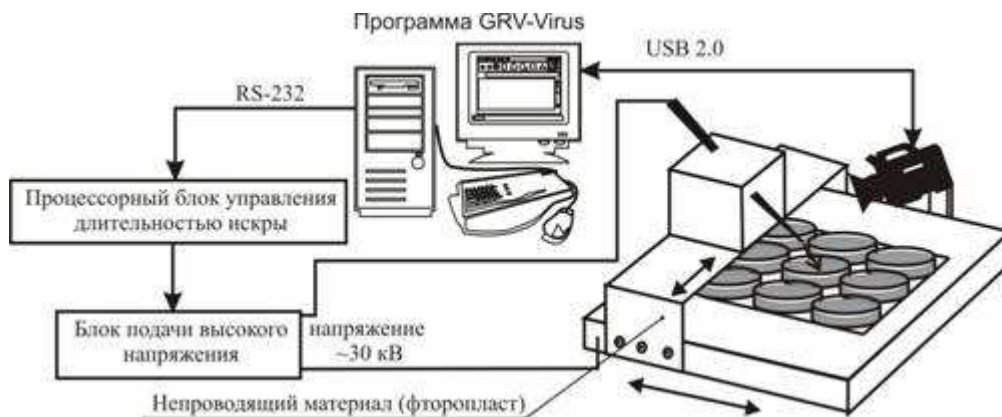 Программа GRV-Virus
USB 2.0
RS-232
Процессорный блок управления
длительностью искры
Блок подачи высокого
напряжения
напряжение
~30 кВ
Непроводящий материал (фторопласт)